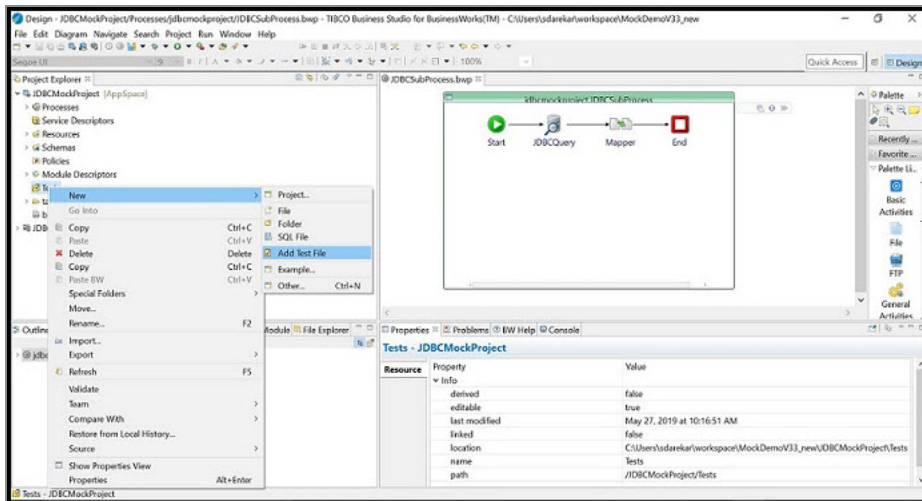 Design - JDBCMockProject/Processes/jdbcmockproject/JDBCSubProcess.bwp - TIBCO Business Studio for BusinessWorks(TM) - C:\Users\sdarekar\workspace\MockDemoV33_new
File Edit Diagram Navigate Search Project Run Window Help
Segoe UI 9 100% Quick Access Design
Project Explorer
JDBCMockProject [AppSpace]
Processes
Service Descriptors
Resources
Schemas
Policies
Module Descriptors
New
Go Into
Copy Ctrl+C
Paste Ctrl+V
Delete Delete
Copy Ctrl+C
Paste BW Ctrl+V
Special Folders
Move...
Rename... F2
Import...
Export
Refresh F5
Validate
Team
Compare With
Restore from Local History...
Source
Show Properties View
Properties Alt+Enter
Project...
File
Folder
SQL File
Add Test File
Example...
Other... Ctrl+N
JDBCSubProcess.bwp
jdbcmockproject.JDBCSubProcess
Start JDBCQuery Mapper End
Palette
Recently ...
Favorite ...
Palette Li...
Basic
Activities
File
FTP
General
Activities
Outline
Module File Explorer
Properties Problems BW Help Console
Tests - JDBCMockProject
Resource
Property Value
Info
derived false
editable true
last modified May 27, 2019 at 10:16:51 AM
linked false
location C:\Users\sdarekar\workspace\MockDemoV33_new\JDBCMockProject\Tests
name Tests
path /JDBCMockProject/Tests
Tests - JDBCMockProject